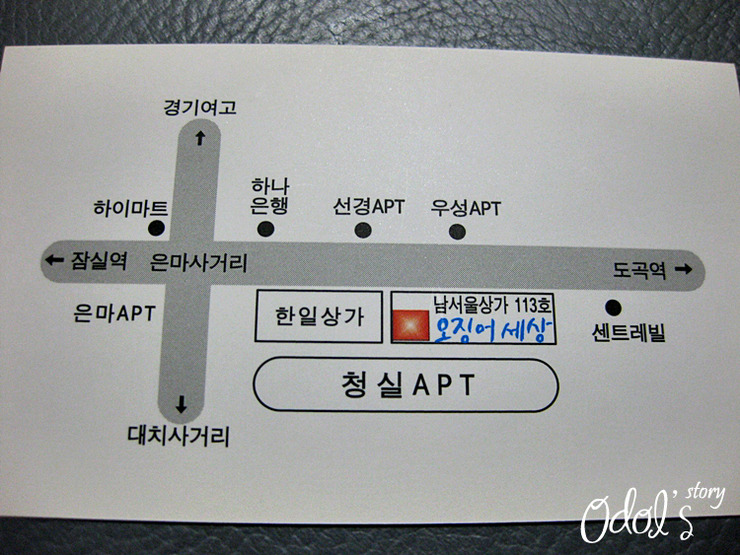 경기여고
하이마트
하나
은행
선경APT
우성APT
잠실역
은마사거리
도곡역
은마APT
한일상가
남서울상가 113호
오징어 세상
센트레빌
청실APT
대치사거리
Odol's story